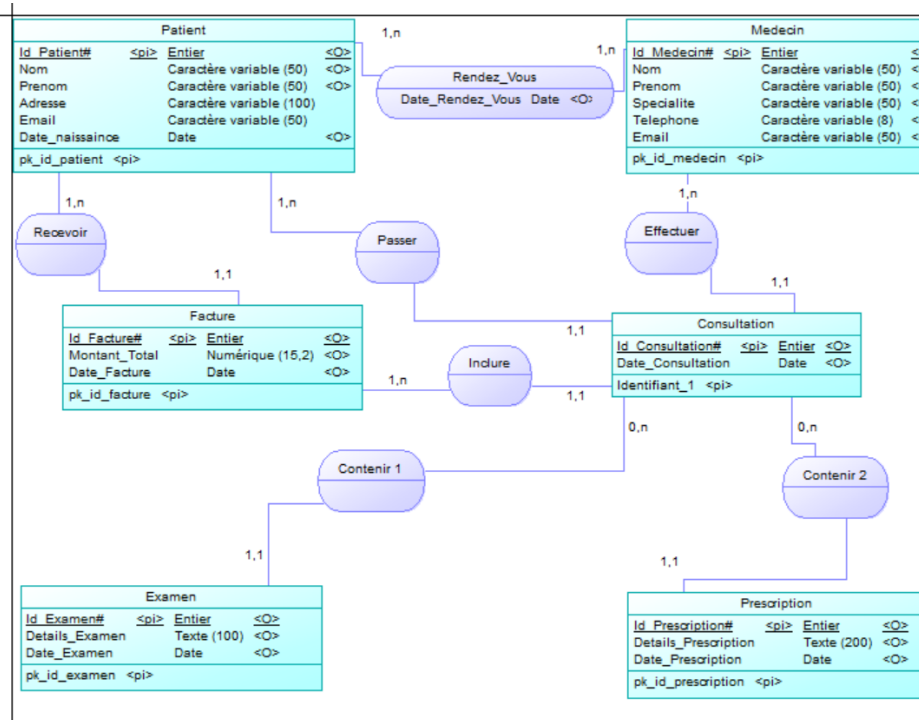 Patient
Id_Patient# <pi> Entier <O>
Nom Caractère variable (50) <O>
Prenom Caractère variable (50) <O>
Adresse Caractère variable (100)
Email Caractère variable (50)
Date_naissaince Date <O>
pk_id_patient <pi>
1,n
1,n
Rendez_Vous
Date_Rendez_Vous Date <O>
Medecin
Id_Medecin# <pi> Entier
Nom Caractère variable (50)
Prenom Caractère variable (50)
Specialite Caractère variable (50)
Telephone Caractère variable (8)
Email Caractère variable (50)
pk_id_medecin <pi>
1,n
1,n
1,n
Recevoir
Passer
Effectuer
1,1
1,1
1,1
Facture
Id_Facture# <pi> Entier <O>
Montant_Total Numérique (15,2) <O>
Date_Facture Date <O>
pk_id_facture <pi>
Consultation
Id_Consultation# <pi> Entier <O>
Date_Consultation Date <O>
Identifiant_1 <pi>
1,n
Inclure
1,1
0,n
0,n
Contenir 1
Contenir 2
1,1
1,1
Examen
Id_Examen# <pi> Entier <O>
Details_Examen Texte (100) <O>
Date_Examen Date <O>
pk_id_examen <pi>
Prescription
Id_Prescription# <pi> Entier <O>
Details_Prescription Texte (200) <O>
Date_Prescription Date <O>
pk_id_prescription <pi>